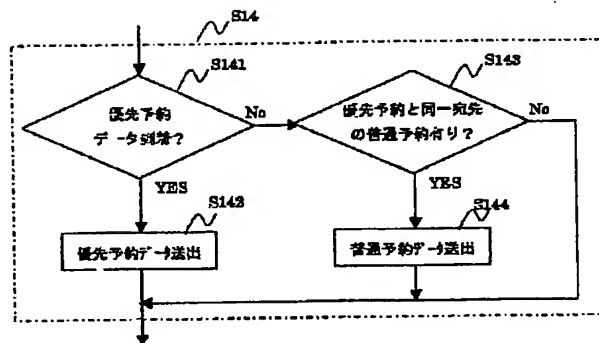 S14
S141
優先予約
データ到着?
No
YES
S142
優先予約データ送出
S143
優先予約と同一宛先
の普通予約有り?
No
YES
S144
普通予約データ送出